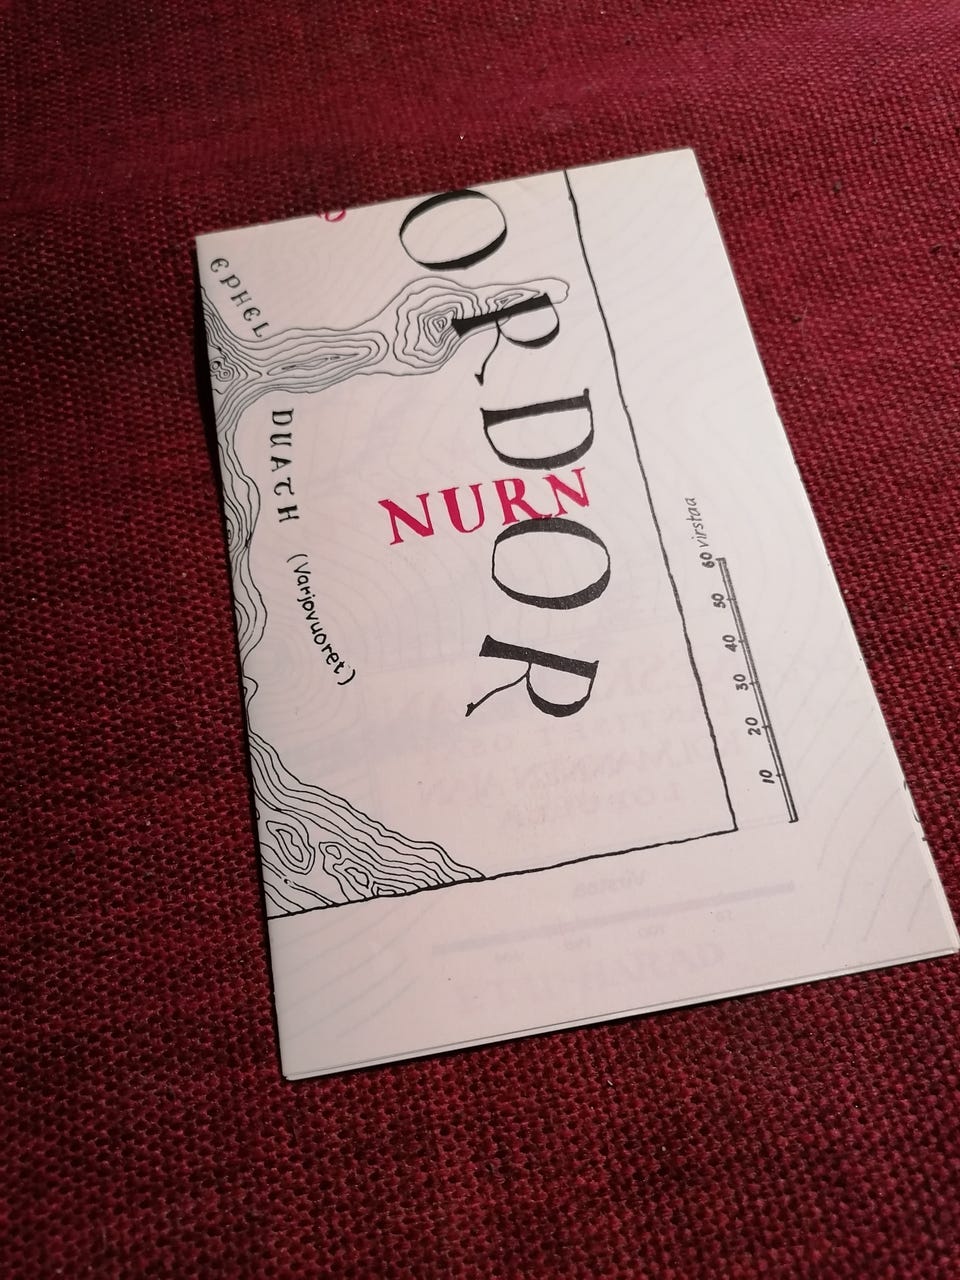 ORDOR
EPHEL
DUATH
(Varjovuoret)
NURN
60 virstaa
50
40
30
20
10